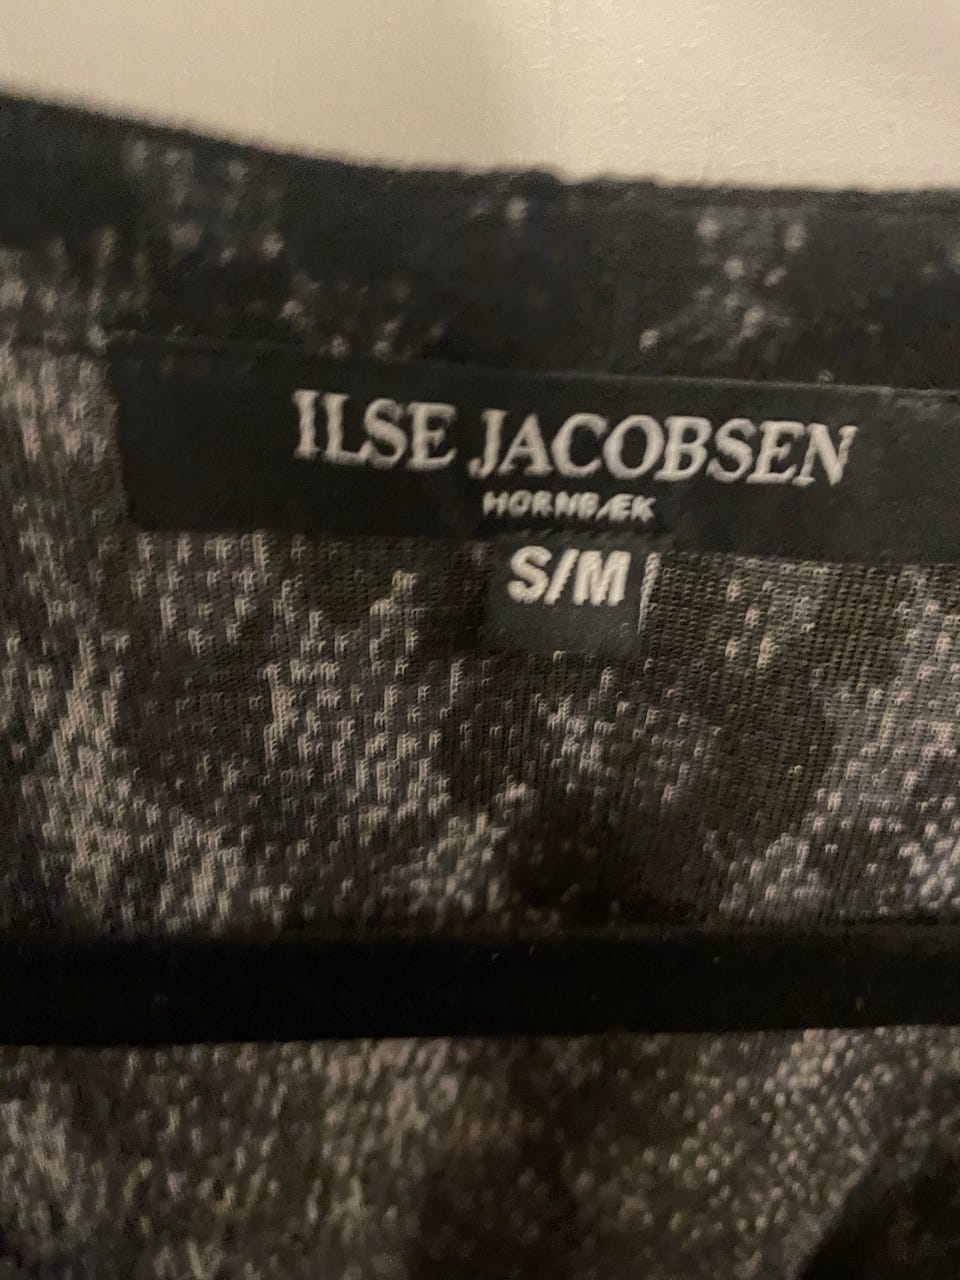 ILSE JACOBSEN
HORNBÆK
S/M